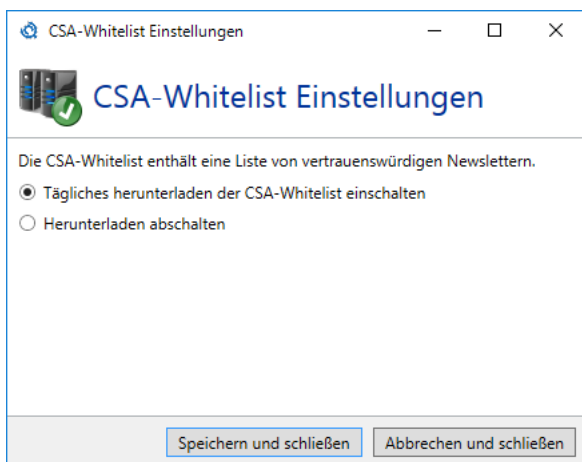 CSA-Whitelist Einstellungen
CSA-Whitelist Einstellungen
Die CSA-Whitelist enthält eine Liste von vertrauenswürdigen Newslettern.
Tägliches herunterladen der CSA-Whitelist einschalten
Herunterladen abschalten
Speichern und schließen
Abbrechen und schließen